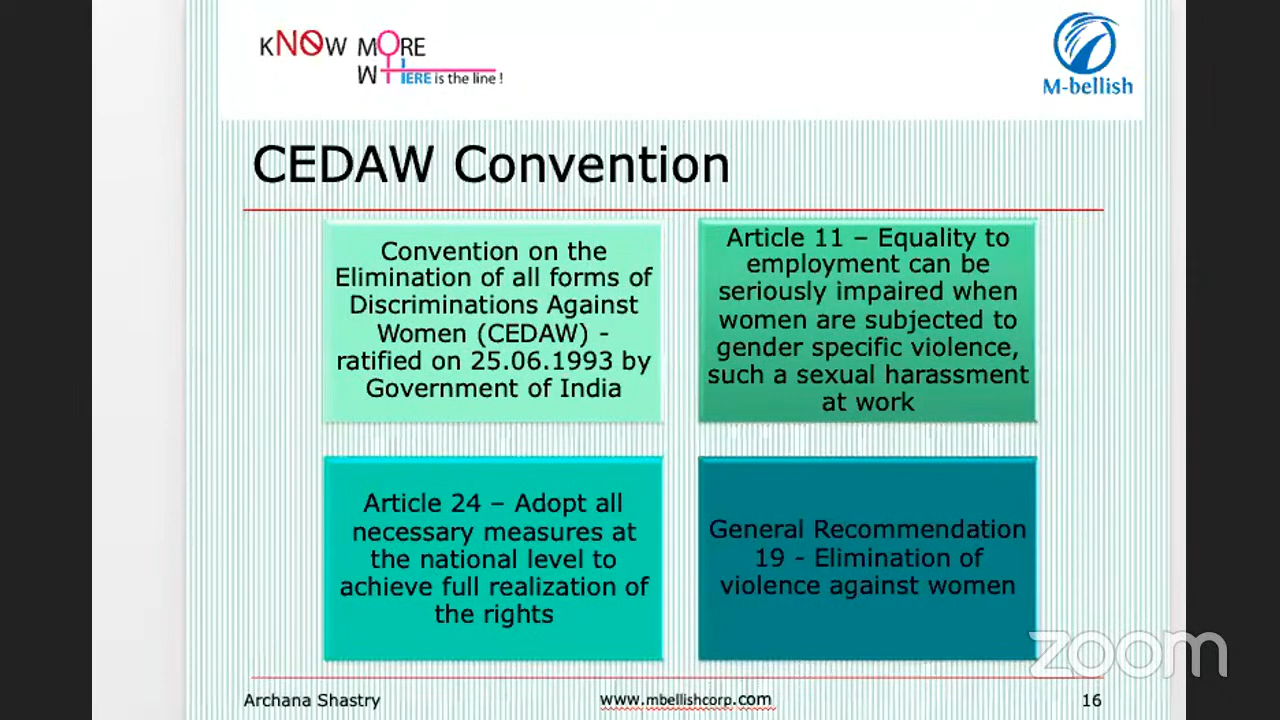 kNOW MORE
WHERE is the line !
M-bellish
CEDAW Convention
Convention on the
Elimination of all forms of
Discriminations Against
Women (CEDAW) -
ratified on 25.06.1993 by
Government of India
Article 11 – Equality to
employment can be
seriously impaired when
women are subjected to
gender specific violence,
such a sexual harassment
at work
Article 24 – Adopt all
necessary measures at
the national level to
achieve full realization of
the rights
General Recommendation
19 - Elimination of
violence against women
zoom
Archana Shastry
www.mbellishcorp.com
16